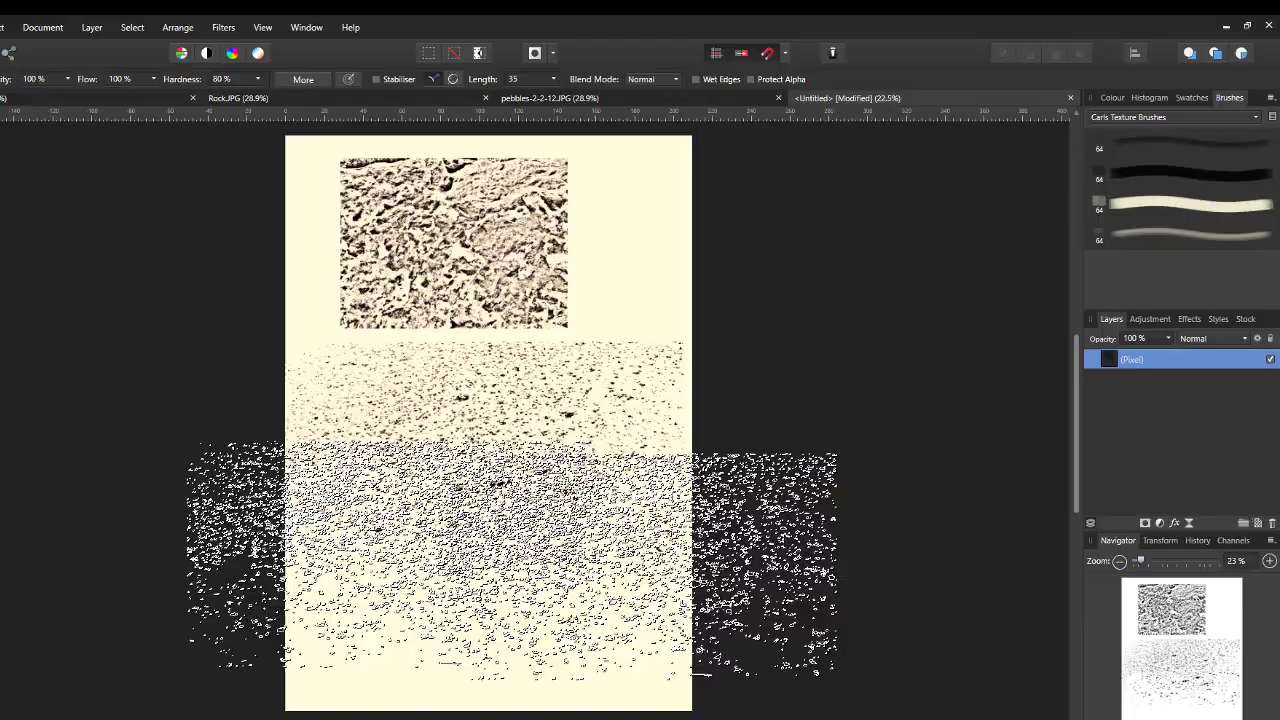 Document Layer Select Arrange Filters View Window Help
100 % Flow: 100 % Hardness: 80 % More Stabiliser Length: 35 Blend Mode: Normal Wet Edges Protect Alpha
Rock.JPG (28.9%) pebbles-2-2-12.JPG (28.9%) <Untitled> [Modified] (22.5%)
Colour Histogram Swatches Brushes
Carls Texture Brushes
64
64
64
64
Layers Adjustment Effects Styles Stock
Opacity: 100 % Normal
(Pixel)
Navigator Transform History Channels
Zoom: 23 %